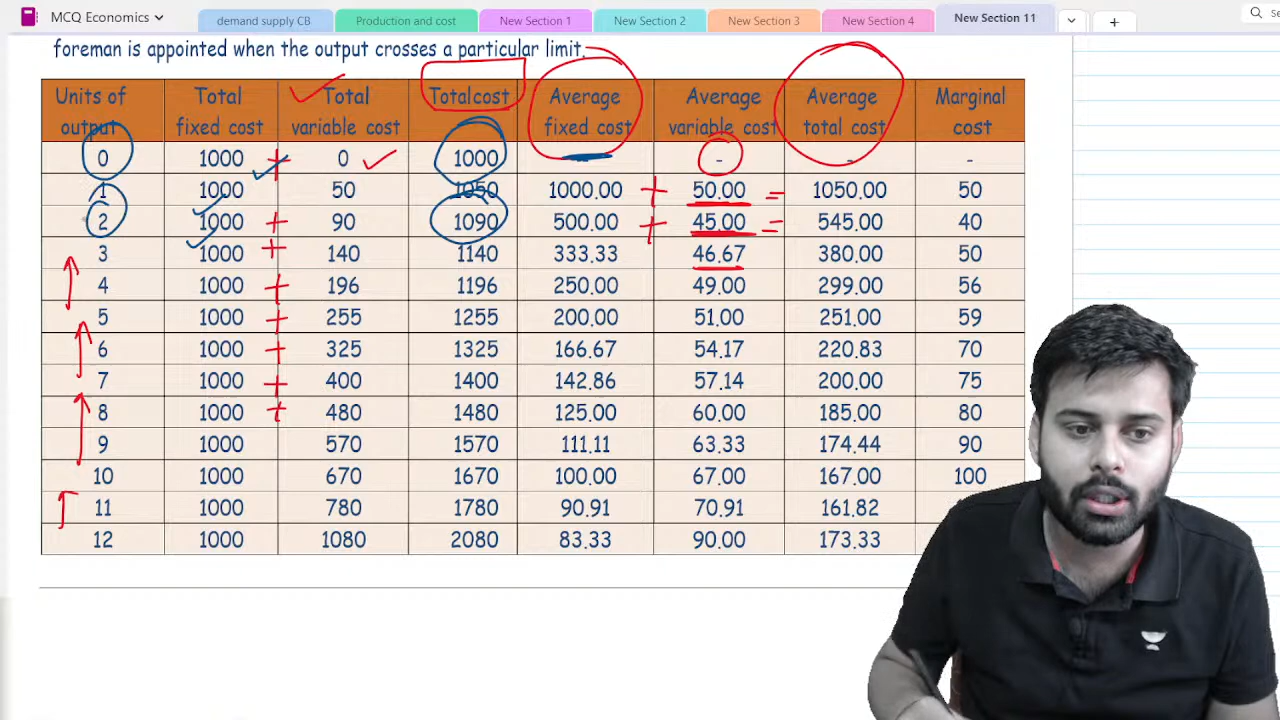 MCQ Economics
demand supply CB
Production and cost
New Section 1
New Section 2
New Section 3
New Section 4
New Section 11
foreman is appointed when the output crosses a particular limit.
Units of output Total fixed cost Total variable cost Total cost Average fixed cost Average variable cost Average total cost Marginal cost
0 1000 + 0 1000 - - - -
1 1000 50 1050 1000.00 + 50.00 = 1050.00 50
2 1000 + 90 1090 500.00 + 45.00 = 545.00 40
3 1000 + 140 1140 333.33 46.67 380.00 50
4 1000 + 196 1196 250.00 49.00 299.00 56
5 1000 + 255 1255 200.00 51.00 251.00 59
6 1000 + 325 1325 166.67 54.17 220.83 70
7 1000 + 400 1400 142.86 57.14 200.00 75
8 1000 + 480 1480 125.00 60.00 185.00 80
9 1000 570 1570 111.11 63.33 174.44 90
10 1000 670 1670 100.00 67.00 167.00 100
11 1000 780 1780 90.91 70.91 161.82
12 1000 1080 2080 83.33 90.00 173.33